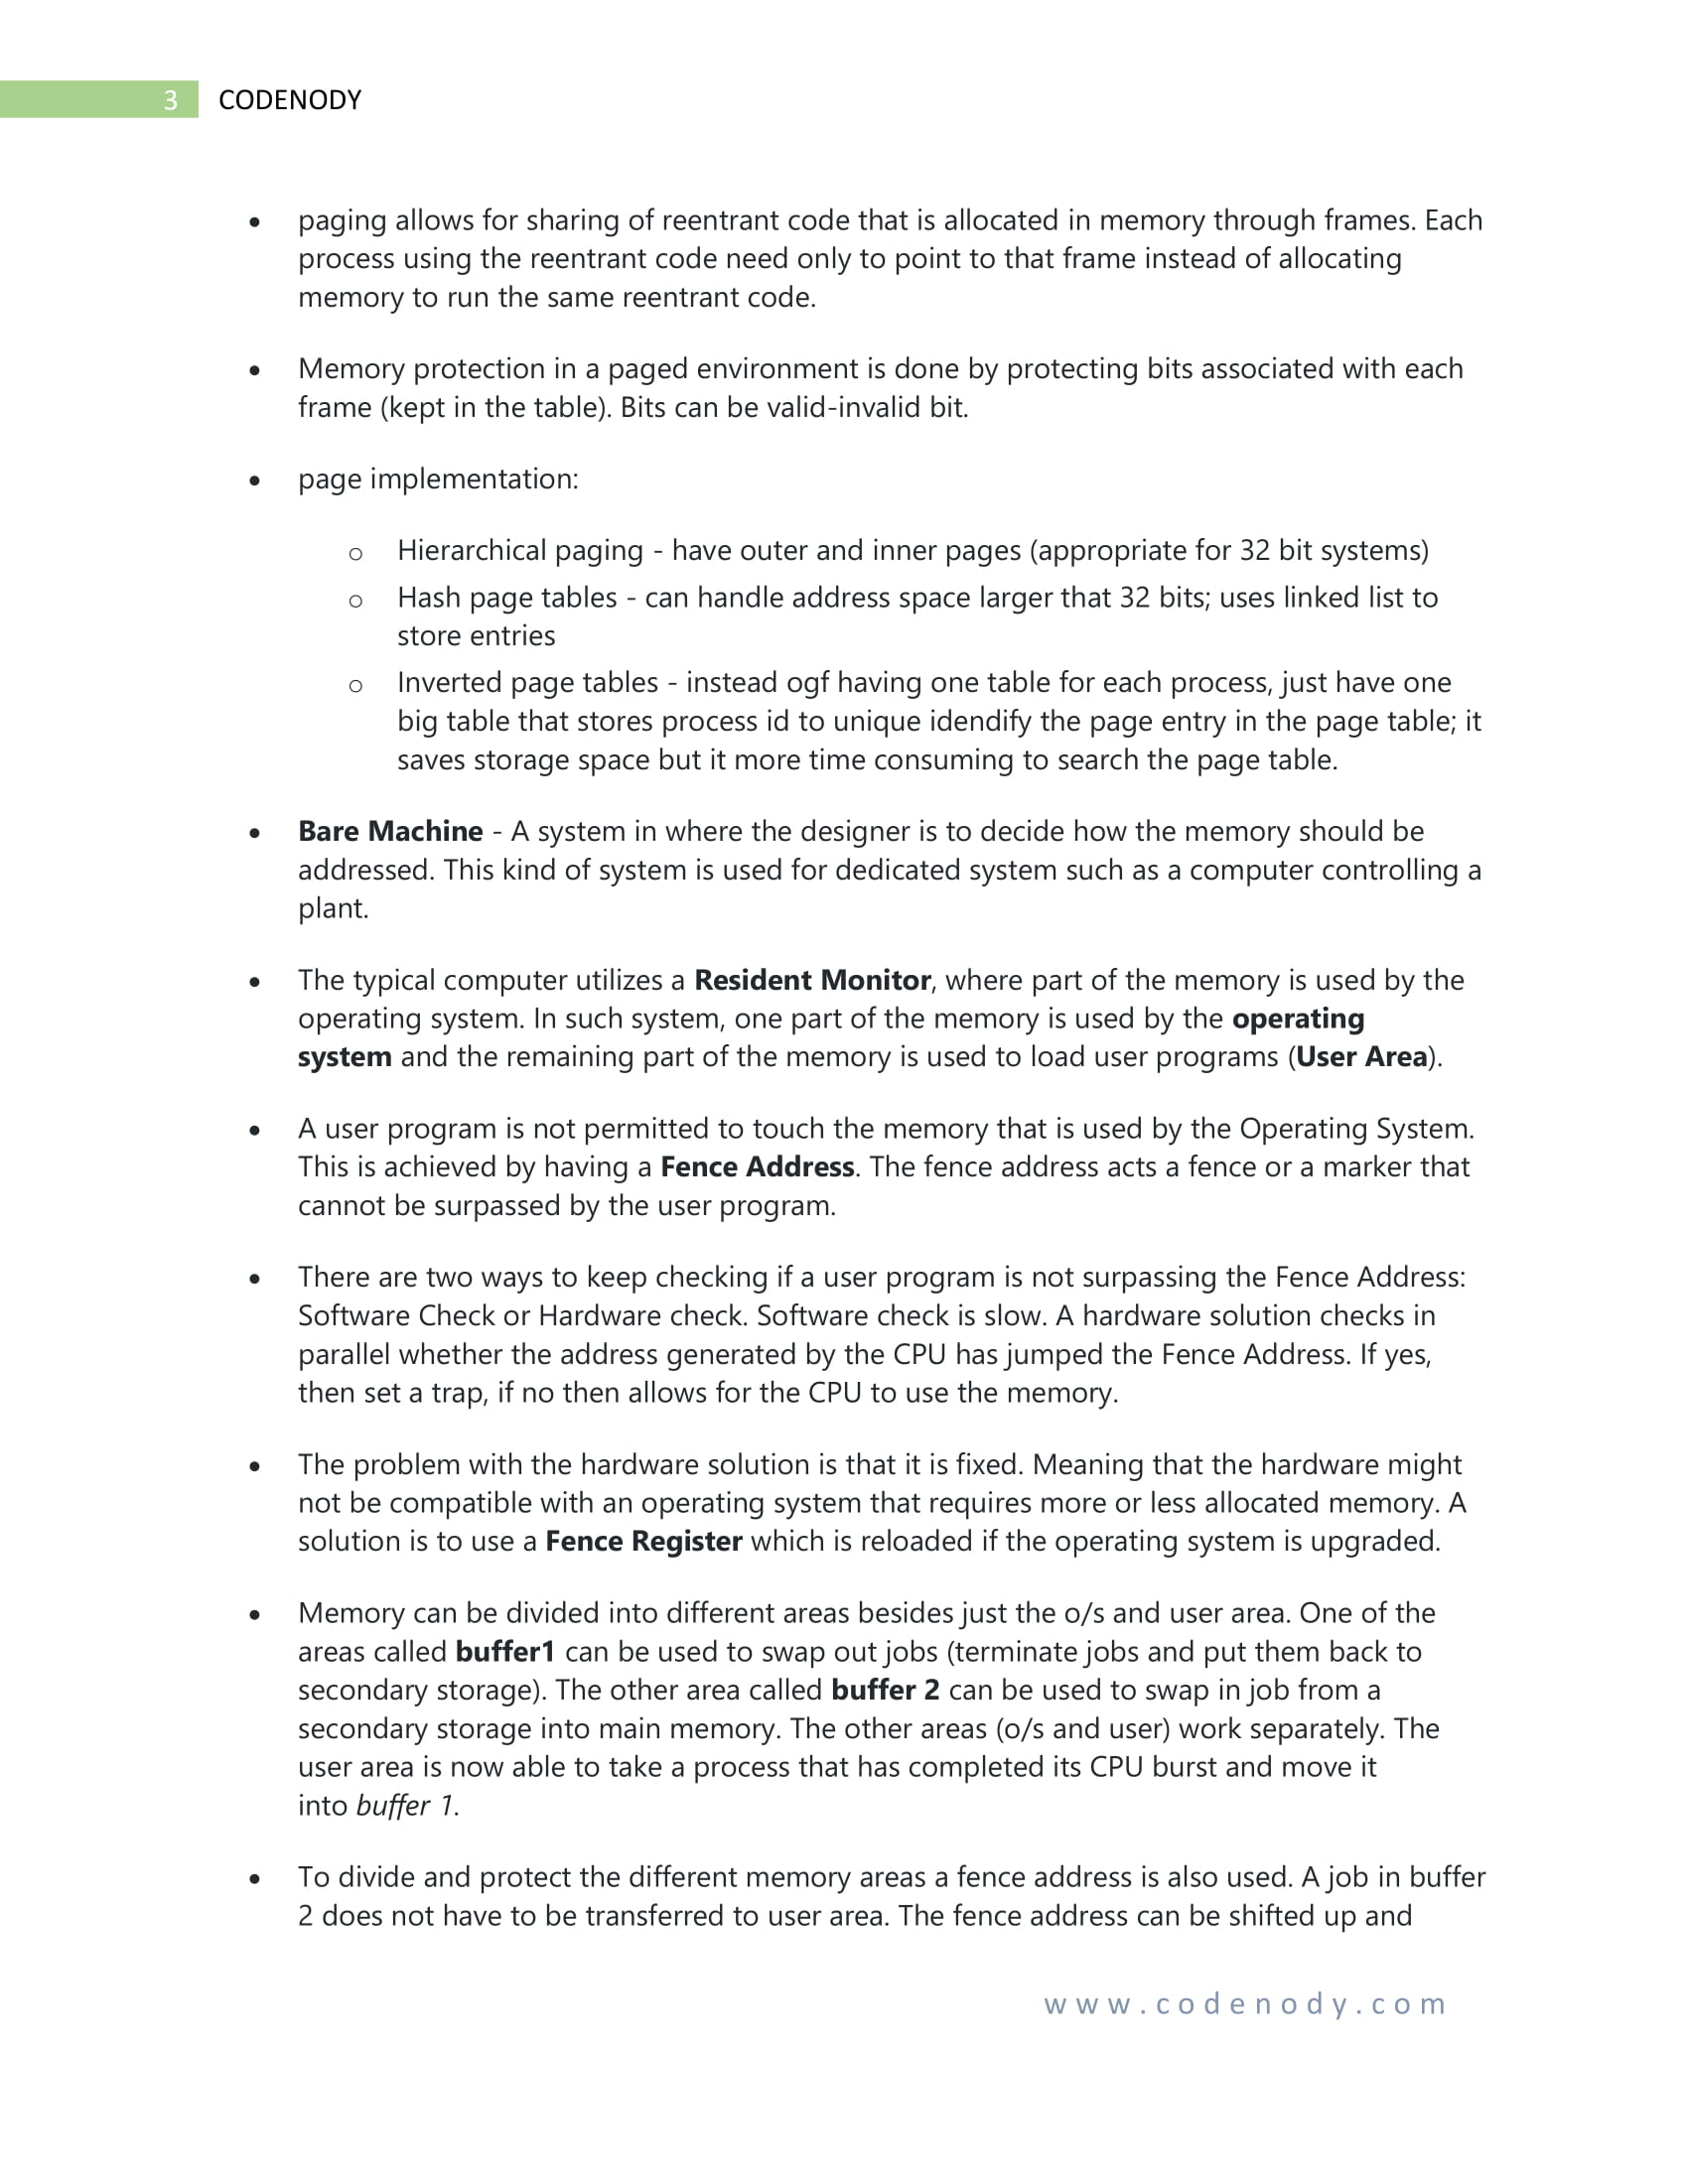 3 CODENODY
• paging allows for sharing of reentrant code that is allocated in memory through frames. Each
process using the reentrant code need only to point to that frame instead of allocating
memory to run the same reentrant code.
• Memory protection in a paged environment is done by protecting bits associated with each
frame (kept in the table). Bits can be valid-invalid bit.
• page implementation:
o Hierarchical paging - have outer and inner pages (appropriate for 32 bit systems)
o Hash page tables - can handle address space larger that 32 bits; uses linked list to
store entries
o Inverted page tables - instead ogf having one table for each process, just have one
big table that stores process id to unique idendify the page entry in the page table; it
saves storage space but it more time consuming to search the page table.
• Bare Machine - A system in where the designer is to decide how the memory should be
addressed. This kind of system is used for dedicated system such as a computer controlling a
plant.
• The typical computer utilizes a Resident Monitor, where part of the memory is used by the
operating system. In such system, one part of the memory is used by the operating
system and the remaining part of the memory is used to load user programs (User Area).
• A user program is not permitted to touch the memory that is used by the Operating System.
This is achieved by having a Fence Address. The fence address acts a fence or a marker that
cannot be surpassed by the user program.
• There are two ways to keep checking if a user program is not surpassing the Fence Address:
Software Check or Hardware check. Software check is slow. A hardware solution checks in
parallel whether the address generated by the CPU has jumped the Fence Address. If yes,
then set a trap, if no then allows for the CPU to use the memory.
• The problem with the hardware solution is that it is fixed. Meaning that the hardware might
not be compatible with an operating system that requires more or less allocated memory. A
solution is to use a Fence Register which is reloaded if the operating system is upgraded.
• Memory can be divided into different areas besides just the o/s and user area. One of the
areas called buffer1 can be used to swap out jobs (terminate jobs and put them back to
secondary storage). The other area called buffer 2 can be used to swap in job from a
secondary storage into main memory. The other areas (o/s and user) work separately. The
user area is now able to take a process that has completed its CPU burst and move it
into buffer 1.
• To divide and protect the different memory areas a fence address is also used. A job in buffer
2 does not have to be transferred to user area. The fence address can be shifted up and
www.codenody.com